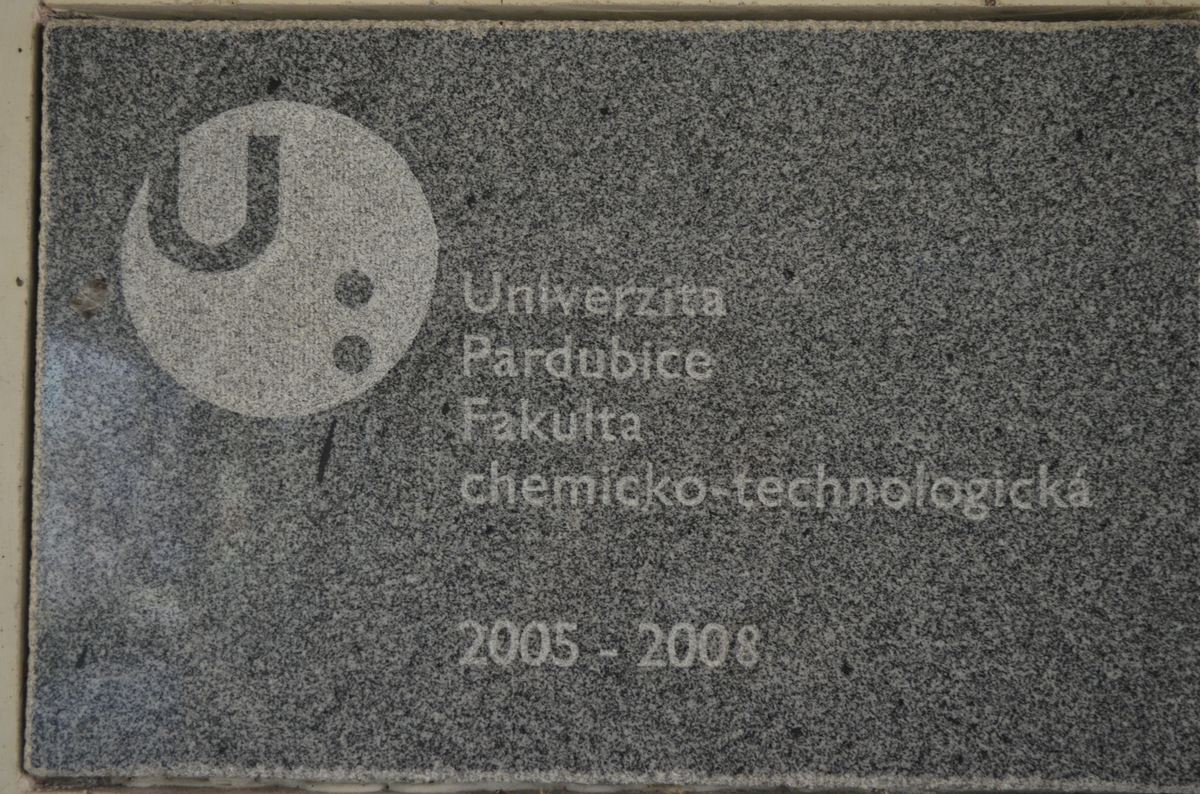 U:
Univerzita
Pardubice
Fakulta
chemicko-technologická
2005 - 2008